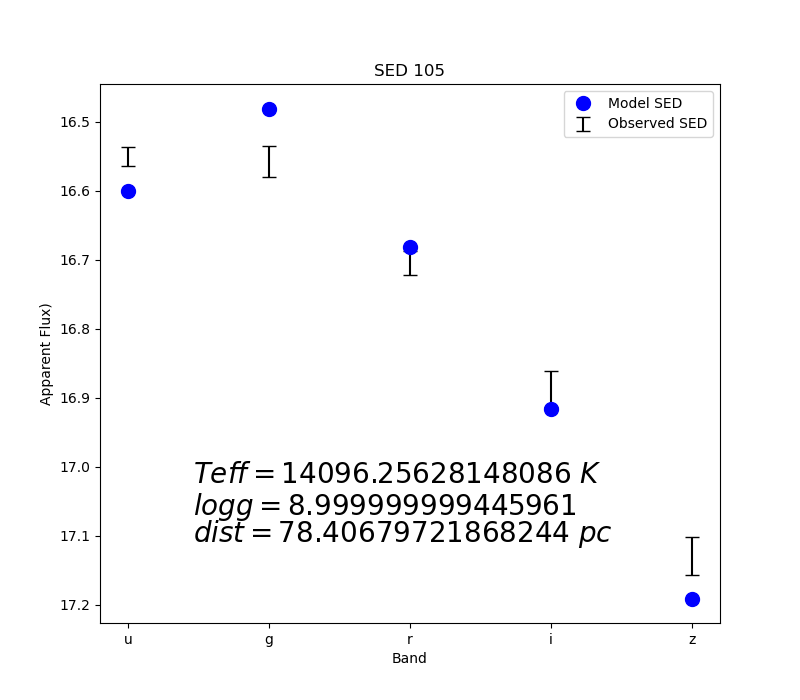 SED 105
Model SED
Observed SED
16.5
16.6
16.7
16.8
16.9
17.0
17.1
17.2
Apparent Flux)
Teff = 14096.25628148086 K
logg = 8.999999999445961
dist = 78.40679721868244 pc
u g r i z
Band